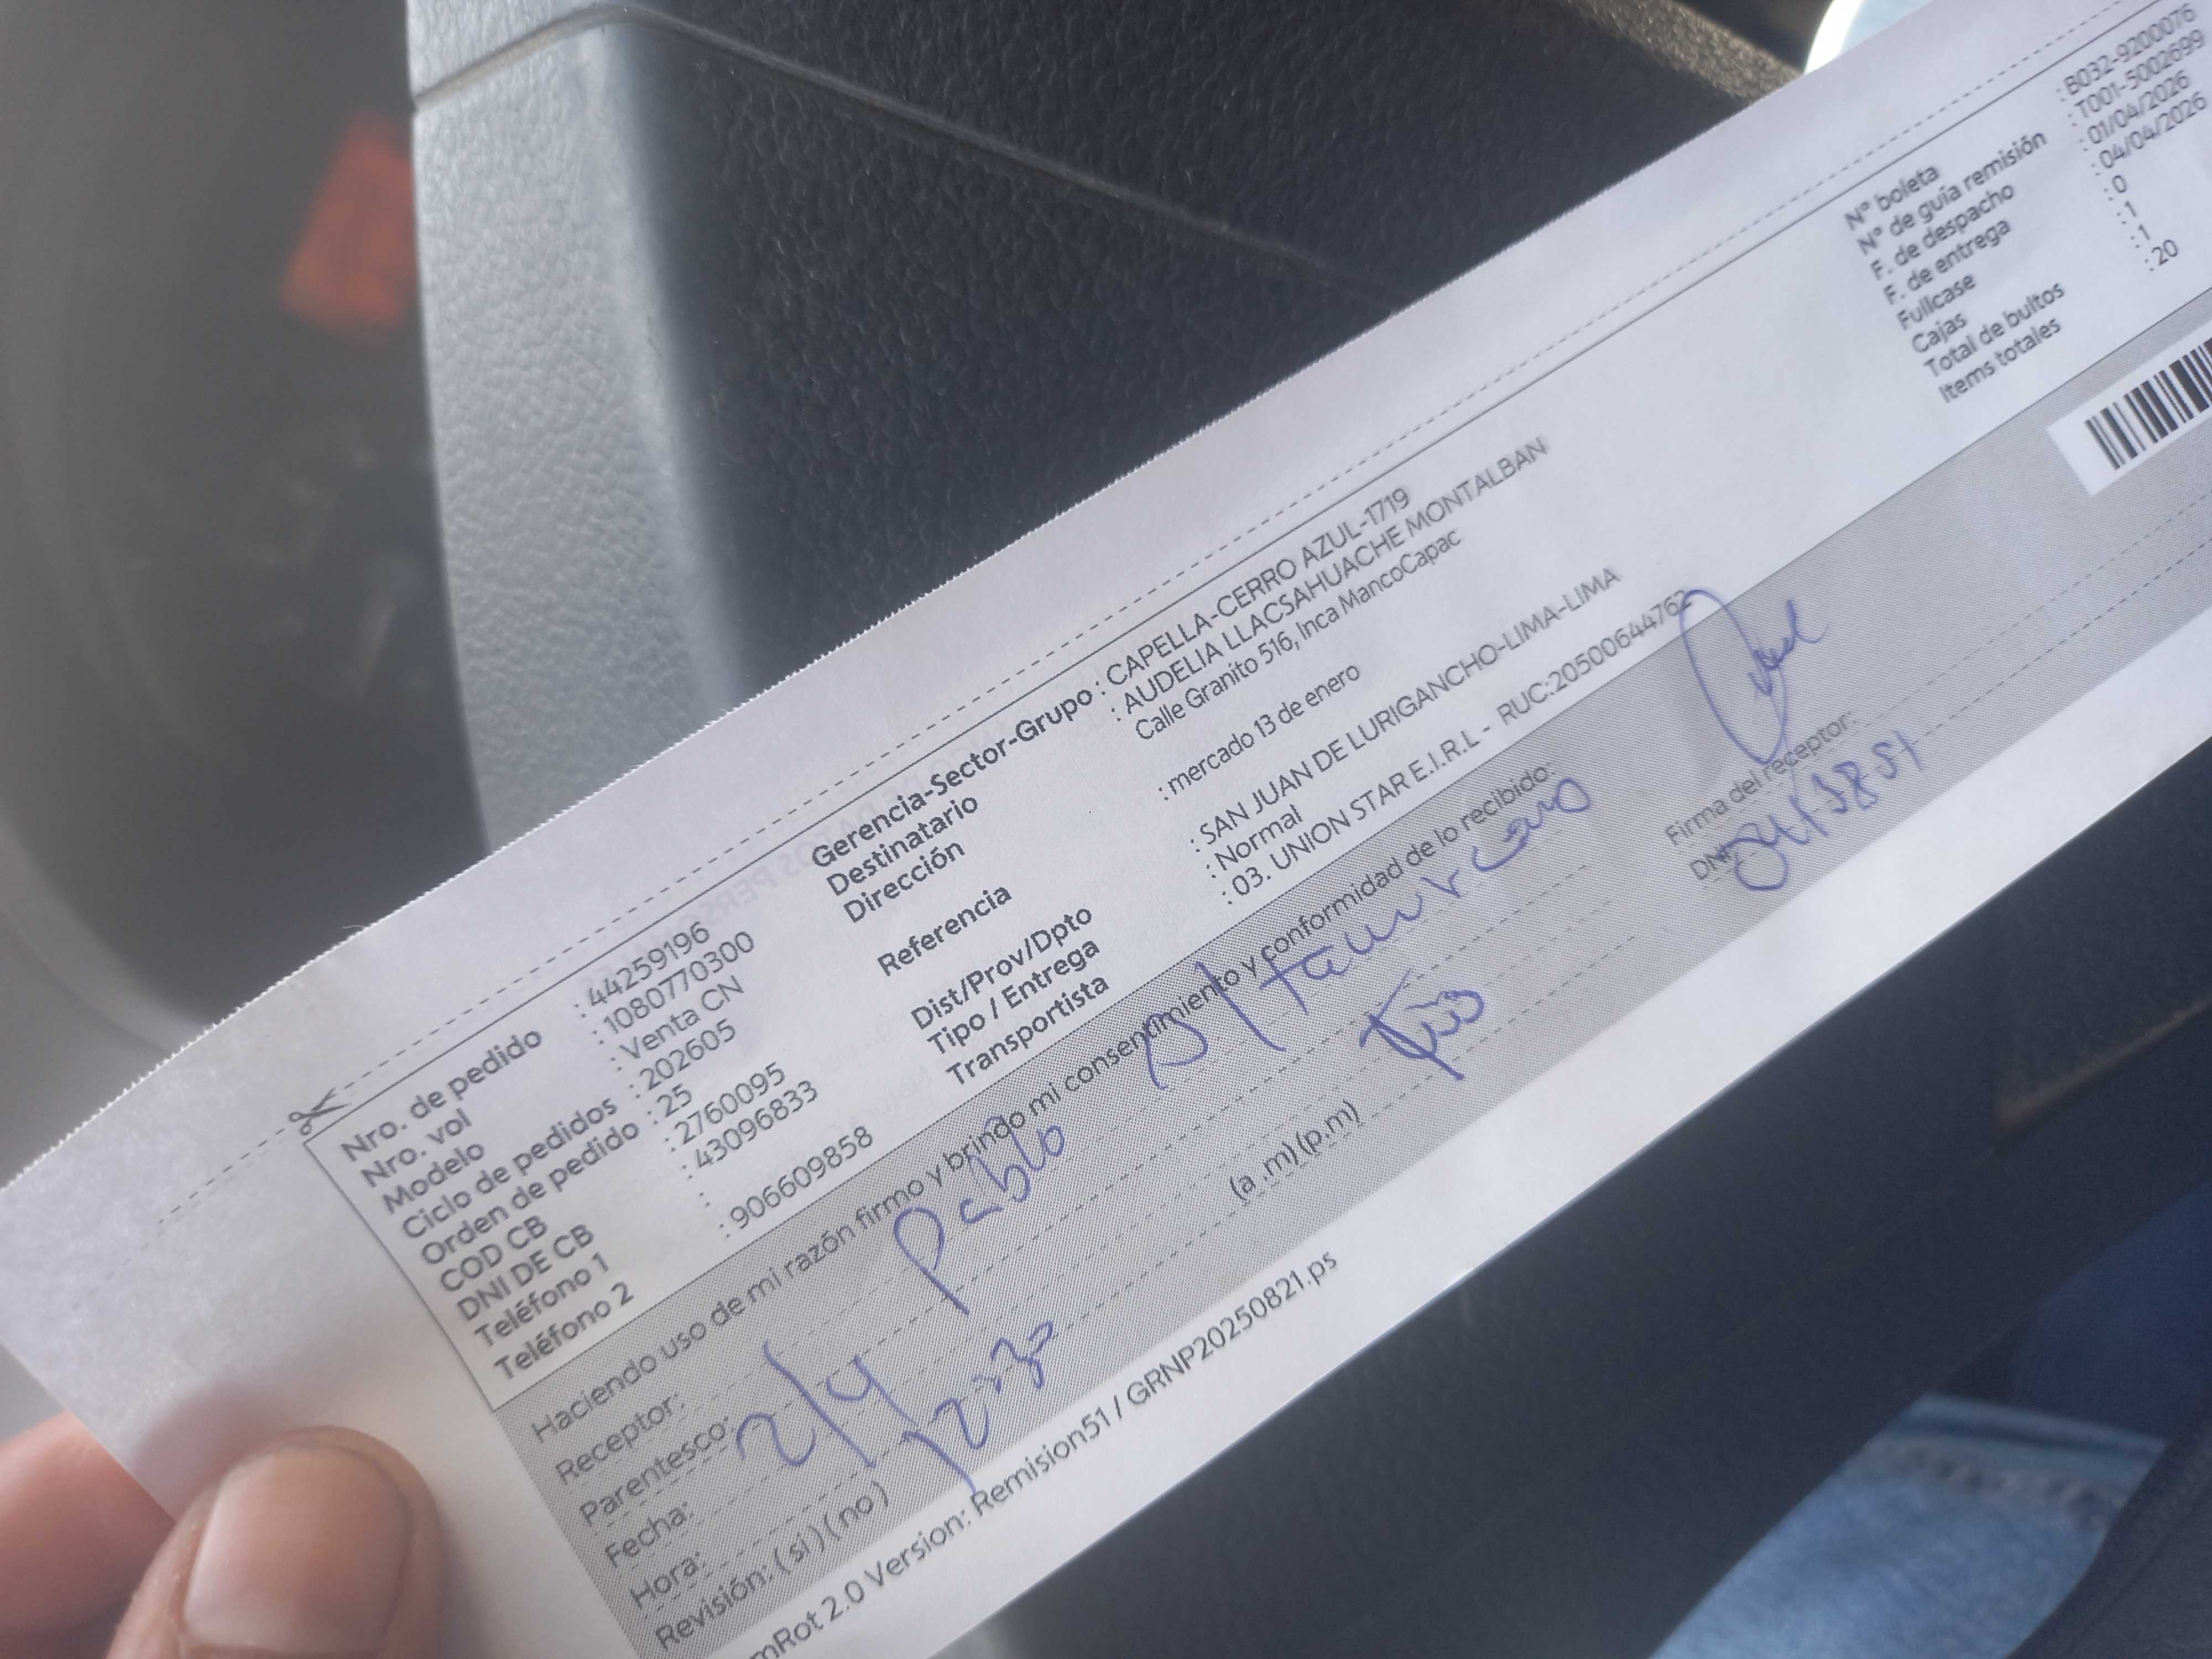 Nro. de pedido : 44259196
Nro. vol : 1080770300
Modelo : Venta CN
Ciclo de pedidos : 202605
Orden de pedido : 25
COD CB : 2760095
DNI DE CB : 43096833
Teléfono 1 :
Teléfono 2 : 906609858
Gerencia-Sector-Grupo : CAPELLA-CERRO AZUL-1719
Destinatario : AUDELIA LLACSAHUACHE MONTALBAN
Dirección Calle Granito 516, Inca MancoCapac
Referencia : mercado 13 de enero
Dist/Prov/Dpto : SAN JUAN DE LURIGANCHO-LIMA-LIMA
Tipo / Entrega : Normal
Transportista : 03. UNION STAR E.I.R.L - RUC:20500644762
N° boleta : B032-9200076
N° de guía remisión : T001-5002699
F. de despacho : 01/04/2026
F. de entrega : 04/04/2026
Fullcase : 0
Cajas : 1
Total de bultos : 1
Items totales : 20
Haciendo uso de mi razón firmo y brindo mi consentimiento y conformidad de lo recibido:
Receptor: Pablo
Parentesco:
Fecha: 2/4
Hora: (a .m) (p.m)
Revisión: ( si ) ( no )
Firma del receptor:
DNI:
mRot 2.0 Version: Remision51 / GRNP20250821.ps